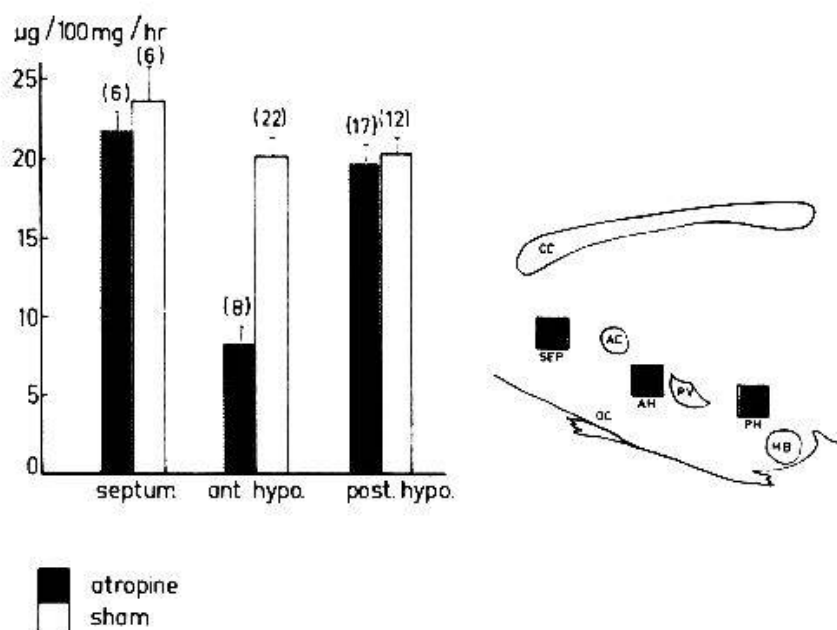 µg/100mg/hr
(6)
(6)
(22)
(17)
(12)
(8)
25
20
15
10
5
0
septum.
ant hypo.
post. hypo.
CC
SEP
AC
AH
PV
PH
OC
MB
atropine
sham